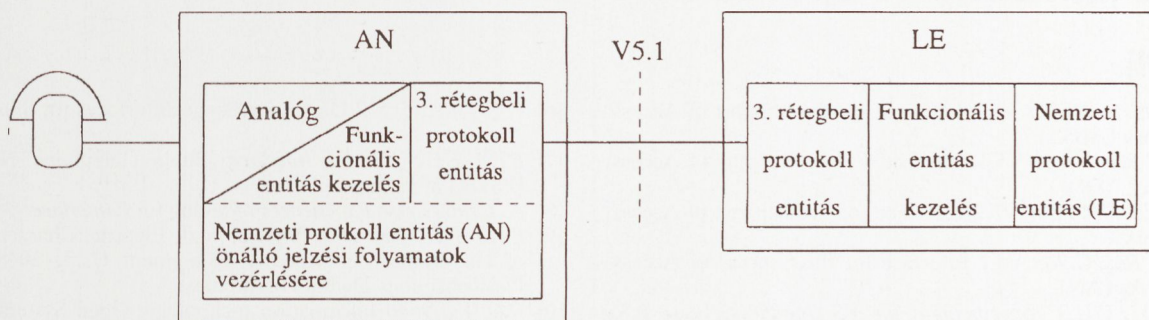 AN
V5.1
LE
Analóg
Funk-
cionális
entitás kezelés
3. rétegbeli
protokoll
entitás
Nemzeti protkoll entitás (AN)
önálló jelzési folyamatok
vezérlésére
3. rétegbeli
protokoll
entitás
Funkcionális
entitás
kezelés
Nemzeti
protokoll
entitás (LE)